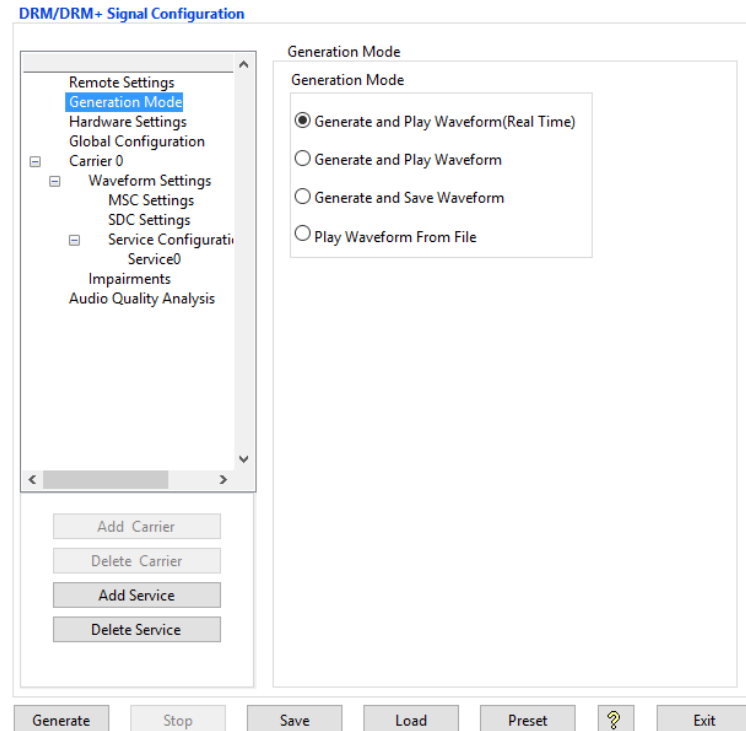 DRM/DRM+ Signal Configuration
Remote Settings
Generation Mode
Hardware Settings
Global Configuration
Carrier 0
Waveform Settings
MSC Settings
SDC Settings
Service Configurati
Service0
Impairments
Audio Quality Analysis
Add Carrier
Delete Carrier
Add Service
Delete Service
Generation Mode
Generation Mode
Generate and Play Waveform(Real Time)
Generate and Play Waveform
Generate and Save Waveform
Play Waveform From File
Generate Stop Save Load Preset ? Exit